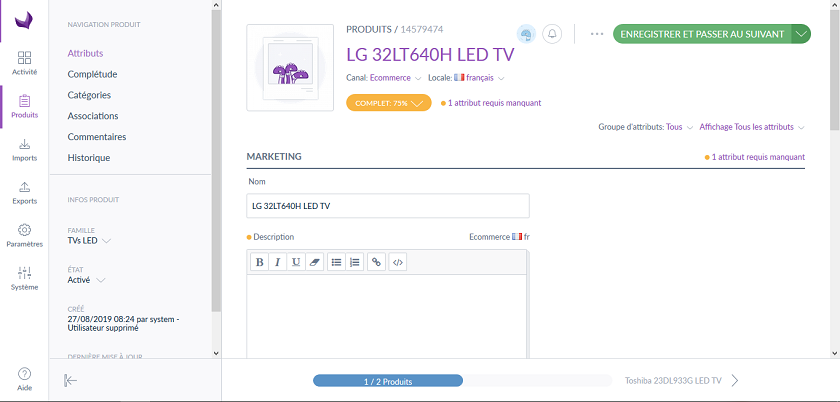 Activité
Produits
Imports
Exports
Paramètres
Système
Aide
NAVIGATION PRODUIT
Attributs
Complétude
Catégories
Associations
Commentaires
Historique
INFOS PRODUIT
FAMILLE
TVs LED
ÉTAT
Activé
CRÉÉ
27/08/2019 08:24 par system -
Utilisateur supprimé
DERNIÈRE MISE À JOUR
PRODUITS / 14579474
ENREGISTRER ET PASSER AU SUIVANT
LG 32LT640H LED TV
Canal: Ecommerce Locale: français
COMPLET: 75% 1 attribut requis manquant
Groupe d'attributs: Tous Affichage Tous les attributs
MARKETING 1 attribut requis manquant
Nom
LG 32LT640H LED TV
Description Ecommerce fr
B I U
1 / 2 Produits
Toshiba 23DL933G LED TV